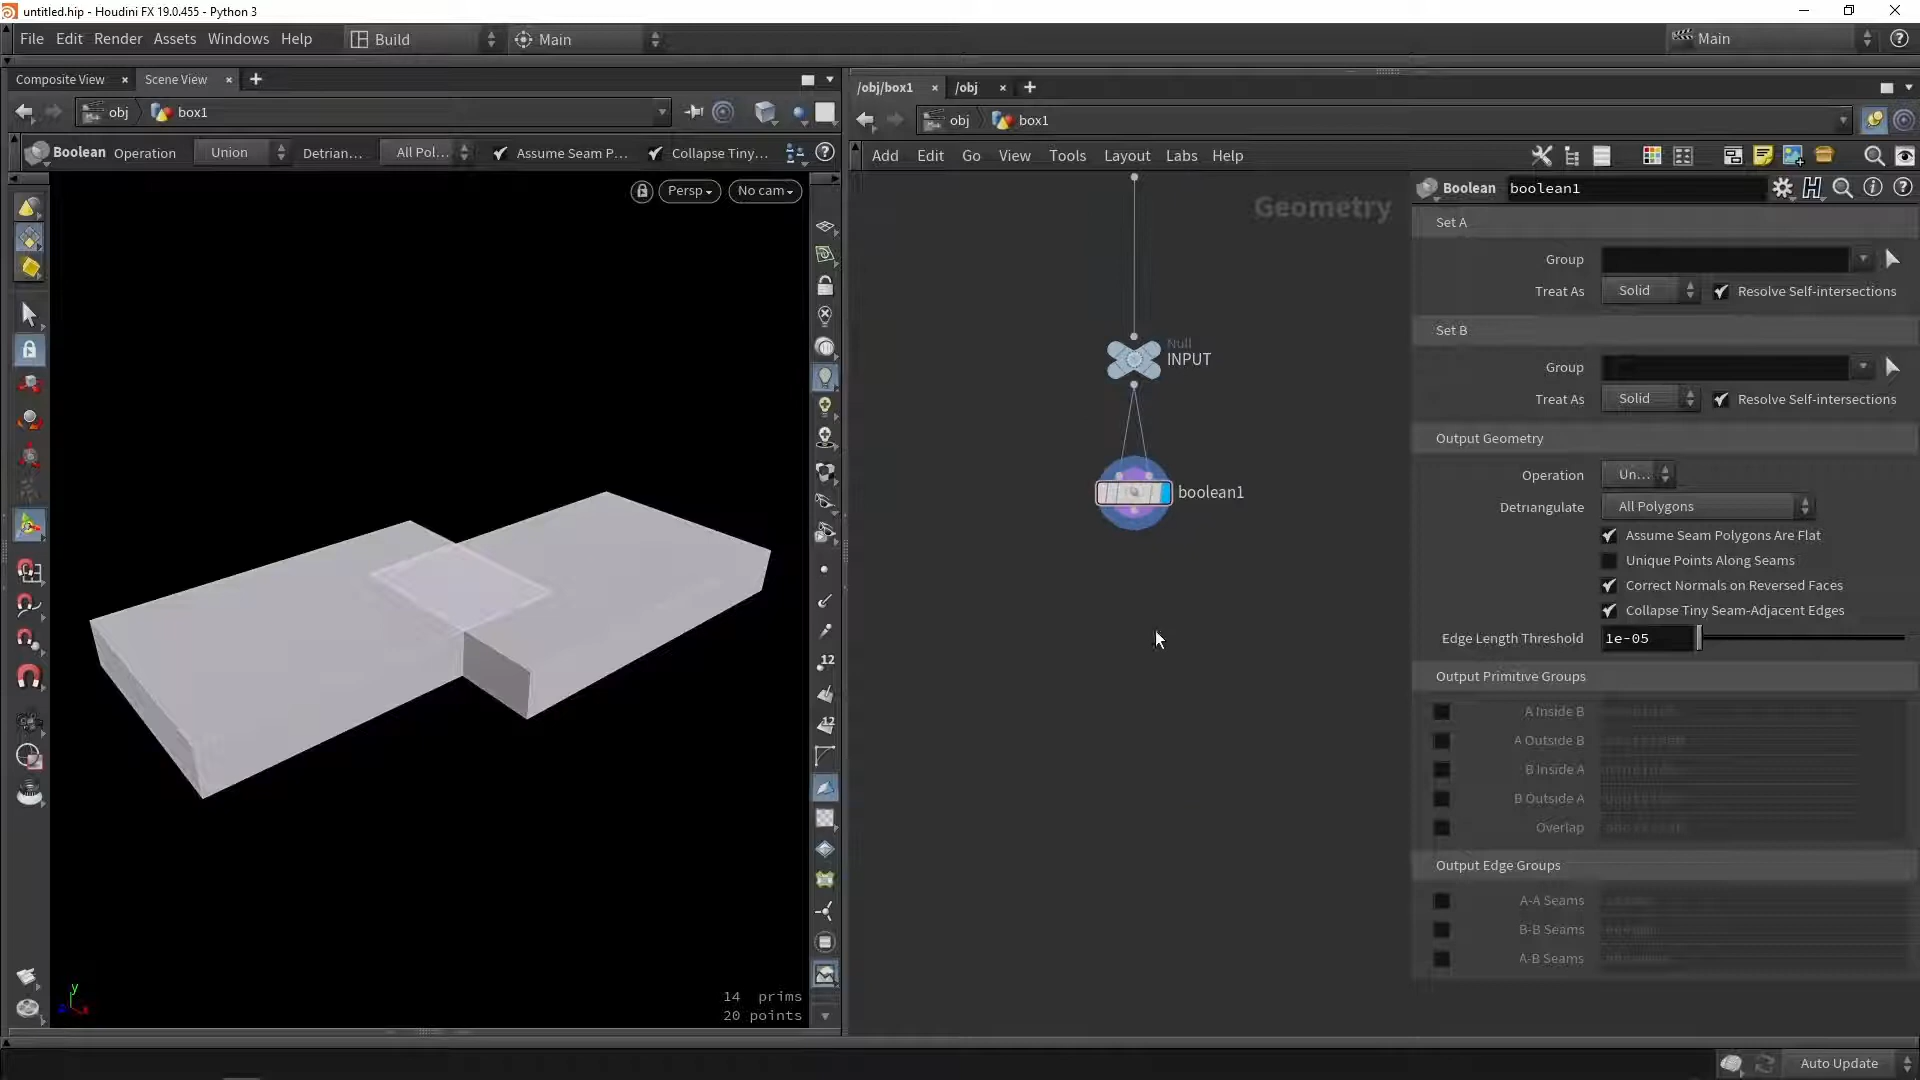 untitled.hip - Houdini FX 19.0.455 - Python 3
File Edit Render Assets Windows Help Build Main Main
Composite View Scene View
/obj/box1 /obj
obj box1
obj box1
Boolean Operation Union Detrian... All Pol... Assume Seam P... Collapse Tiny...
Add Edit Go View Tools Layout Labs Help
Persp No cam
Geometry
Null
INPUT
boolean1
12
12
y
14 prims
20 points
Boolean boolean1
Set A
Group
Treat As Solid Resolve Self-intersections
Set B
Group
Treat As Solid Resolve Self-intersections
Output Geometry
Operation Un...
Detriangulate All Polygons
Assume Seam Polygons Are Flat
Unique Points Along Seams
Correct Normals on Reversed Faces
Collapse Tiny Seam-Adjacent Edges
Edge Length Threshold 1e-05
Output Primitive Groups
A Inside B
A Outside B
B Inside A
B Outside A
Overlap
Output Edge Groups
A-A Seams
B-B Seams
A-B Seams
Auto Update